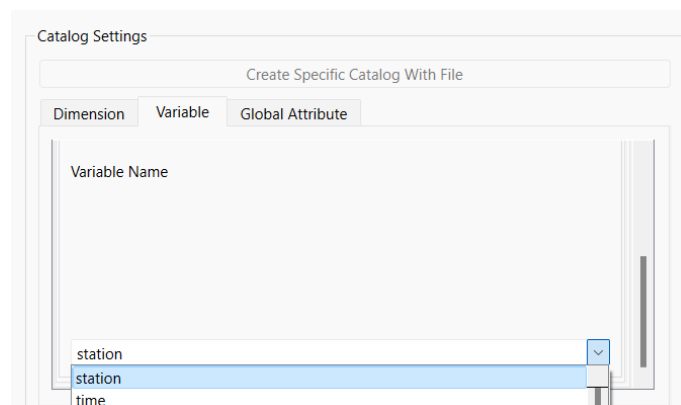 Catalog Settings
Create Specific Catalog With File
Dimension Variable Global Attribute
Variable Name
station
station
time